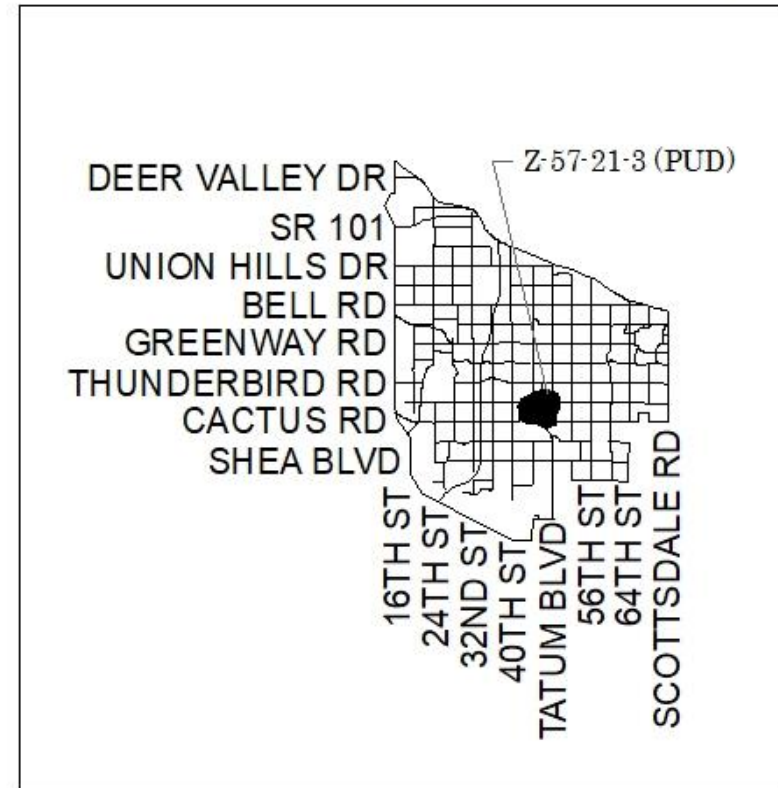 Z-57-21-3 (PUD)
DEER VALLEY DR
SR 101
UNION HILLS DR
BELL RD
GREENWAY RD
THUNDERBIRD RD
CACTUS RD
SHEA BLVD
16TH ST
24TH ST
32ND ST
40TH ST
TATUM BLVD
56TH ST
64TH ST
SCOTTSDALE RD